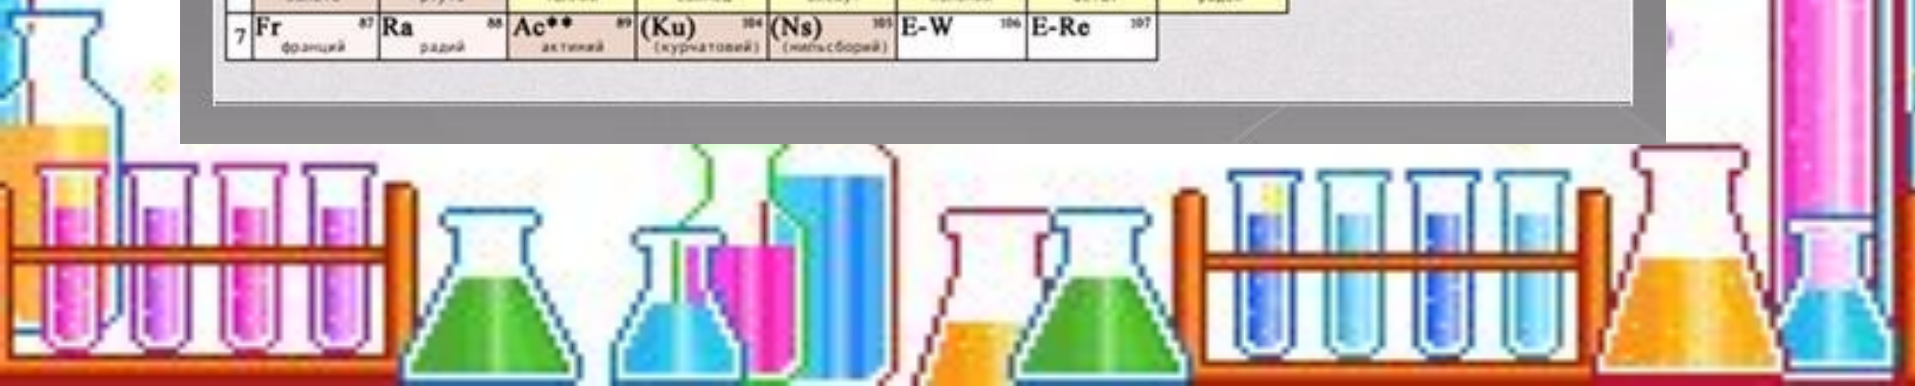 7 Fr 87 Ra 88 Ac** 89 (Ku) 104 (Ns) 105 E-W 106 E-Re 107
франций радий актиний (курчатовий) (нильсборий)